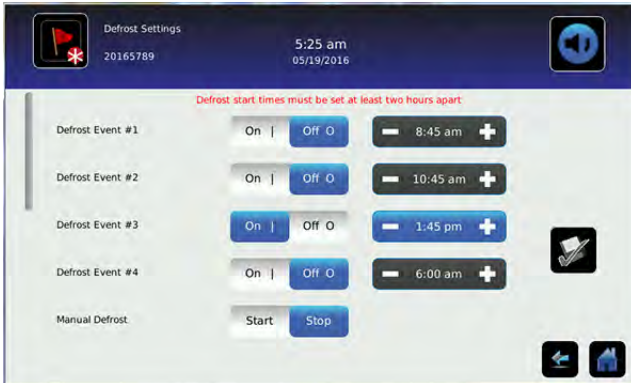 Defrost Settings
20165789
5:25 am
05/19/2016
Defrost start times must be set at least two hours apart
Defrost Event #1 On | Off O − 8:45 am +
Defrost Event #2 On | Off O − 10:45 am +
Defrost Event #3 On | Off O − 1:45 pm +
Defrost Event #4 On | Off O − 6:00 am +
Manual Defrost Start Stop